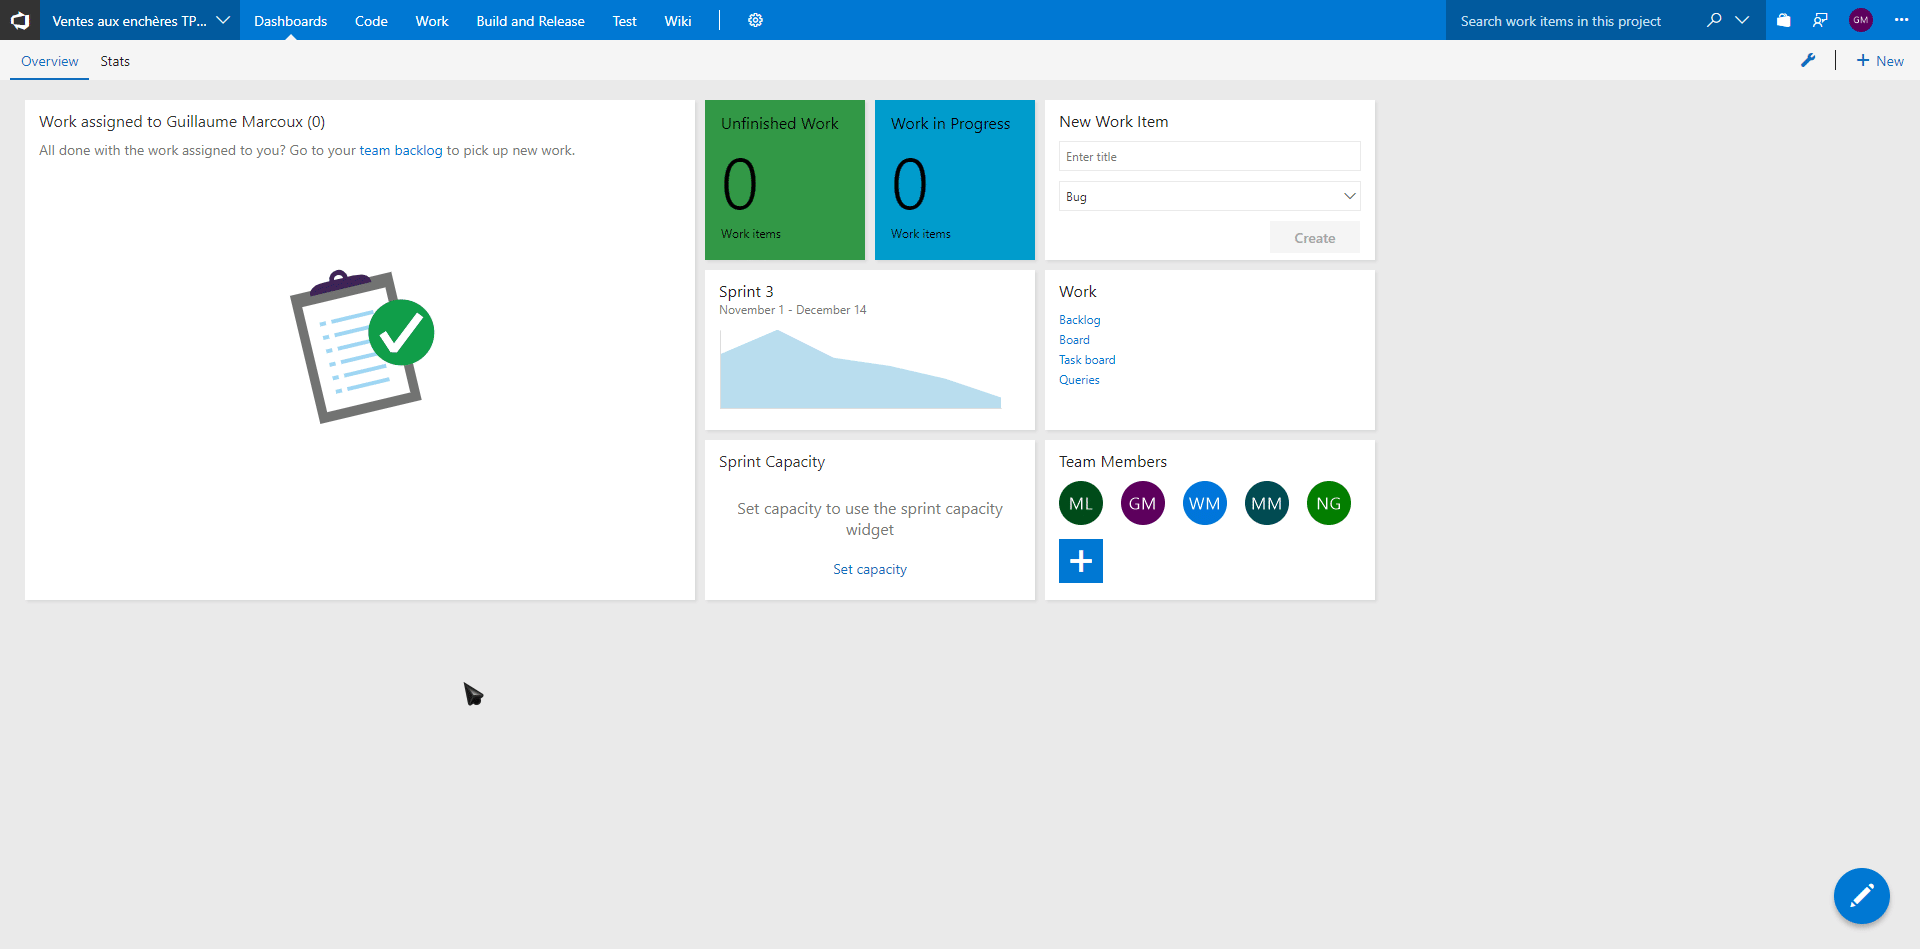 Ventes aux enchères TP...
Dashboards
Code
Work
Build and Release
Test
Wiki
Search work items in this project
GM
Overview
Stats
New
Work assigned to Guillaume Marcoux (0)
All done with the work assigned to you? Go to your team backlog to pick up new work.
Unfinished Work
0
Work items
Work in Progress
0
Work items
New Work Item
Enter title
Bug
Create
Sprint 3
November 1 - December 14
Work
Backlog
Board
Task board
Queries
Sprint Capacity
Set capacity to use the sprint capacity
widget
Set capacity
Team Members
ML
GM
WM
MM
NG